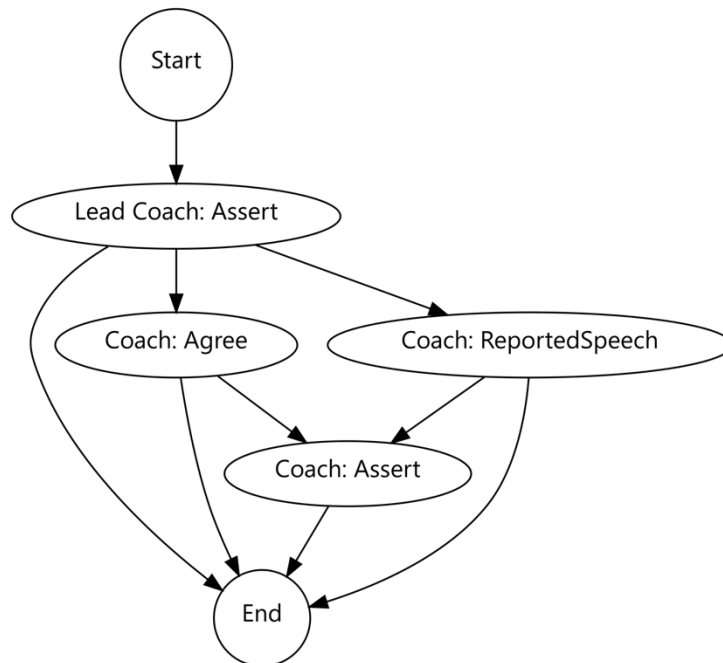 Start
Lead Coach: Assert
Coach: Agree
Coach: ReportedSpeech
Coach: Assert
End